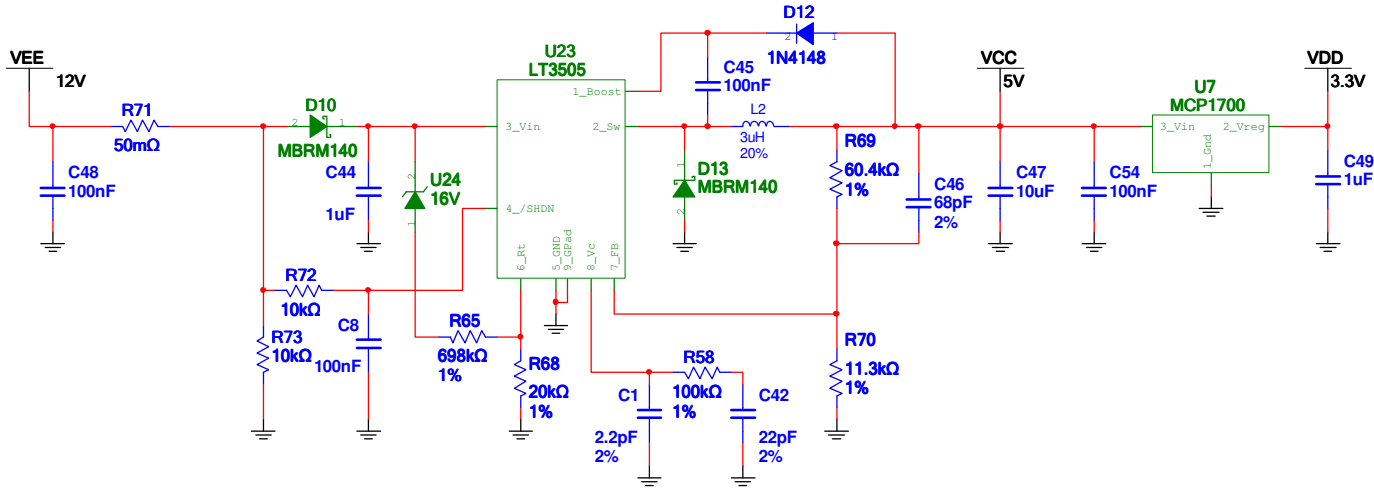 D12
2
1
1N4148
VEE
12V
U23
LT3505
VCC
5V
VDD
3.3V
C45
100nF
1_Boost
U7
MCP1700
R71
50mΩ
D10
2
1
MBRM140
3_Vin
2_Sw
L2
3uH
20%
R69
60.4kΩ
1%
3_Vin
2_Vreg
1_Gnd
C48
100nF
C44
1uF
2
U24
16V
1
1
D13
MBRM140
2
C46
68pF
2%
C47
10uF
C54
100nF
C49
1uF
4_/SHDN
6_Rt
5_GND
9_GPad
8_Vc
7_FB
R72
10kΩ
R73
10kΩ
C8
100nF
R65
698kΩ
1%
R68
20kΩ
1%
R58
100kΩ
1%
R70
11.3kΩ
1%
C1
2.2pF
2%
C42
22pF
2%